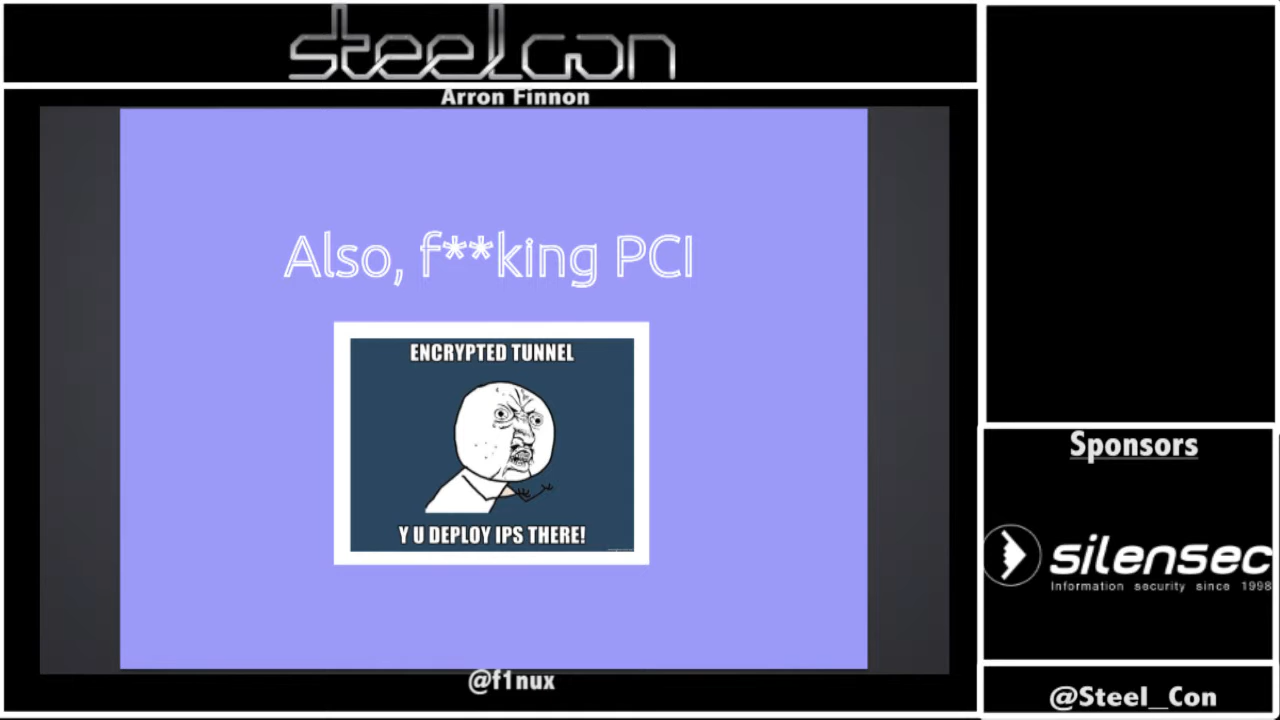 steelcon
Arron Finnon
Also, f**king PCI
ENCRYPTED TUNNEL
Y U DEPLOY IPS THERE!
@f1nux
Sponsors
silensec
Information security since 1998
@Steel_Con